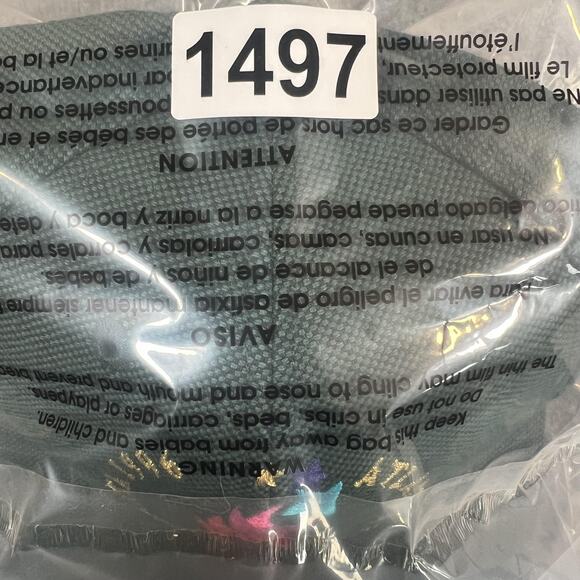 1497
WARNING
Keep this bag away from babies and children.
Do not use in cribs, beds, carriages or playpens.
The thin film may cling to nose and mouth and prevent
AVISO
Para evitar el peligro de asfixia mantener siempre
de el alcance de niños y de bebés
No usar en cunas, camas, carriolas, y corrales para
delgado puede pegarse a la nariz y boca y
ATTENTION
Garder ce sac hors de portée des bébés et
Ne pas utiliser dans poussettes ou
Le film protecteur, par inadvertance
l'étouffement ou/et la